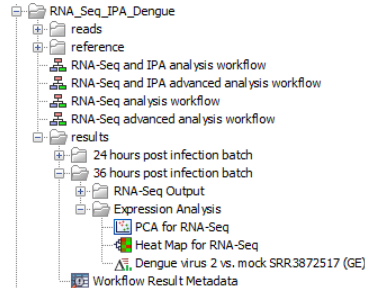 RNA_Seq_IPA_Dengue
reads
reference
RNA-Seq and IPA analysis workflow
RNA-Seq and IPA advanced analysis workflow
RNA-Seq analysis workflow
RNA-Seq advanced analysis workflow
results
24 hours post infection batch
36 hours post infection batch
RNA-Seq Output
Expression Analysis
PCA for RNA-Seq
Heat Map for RNA-Seq
Dengue virus 2 vs. mock SRR3872517 (GE)
Workflow Result Metadata